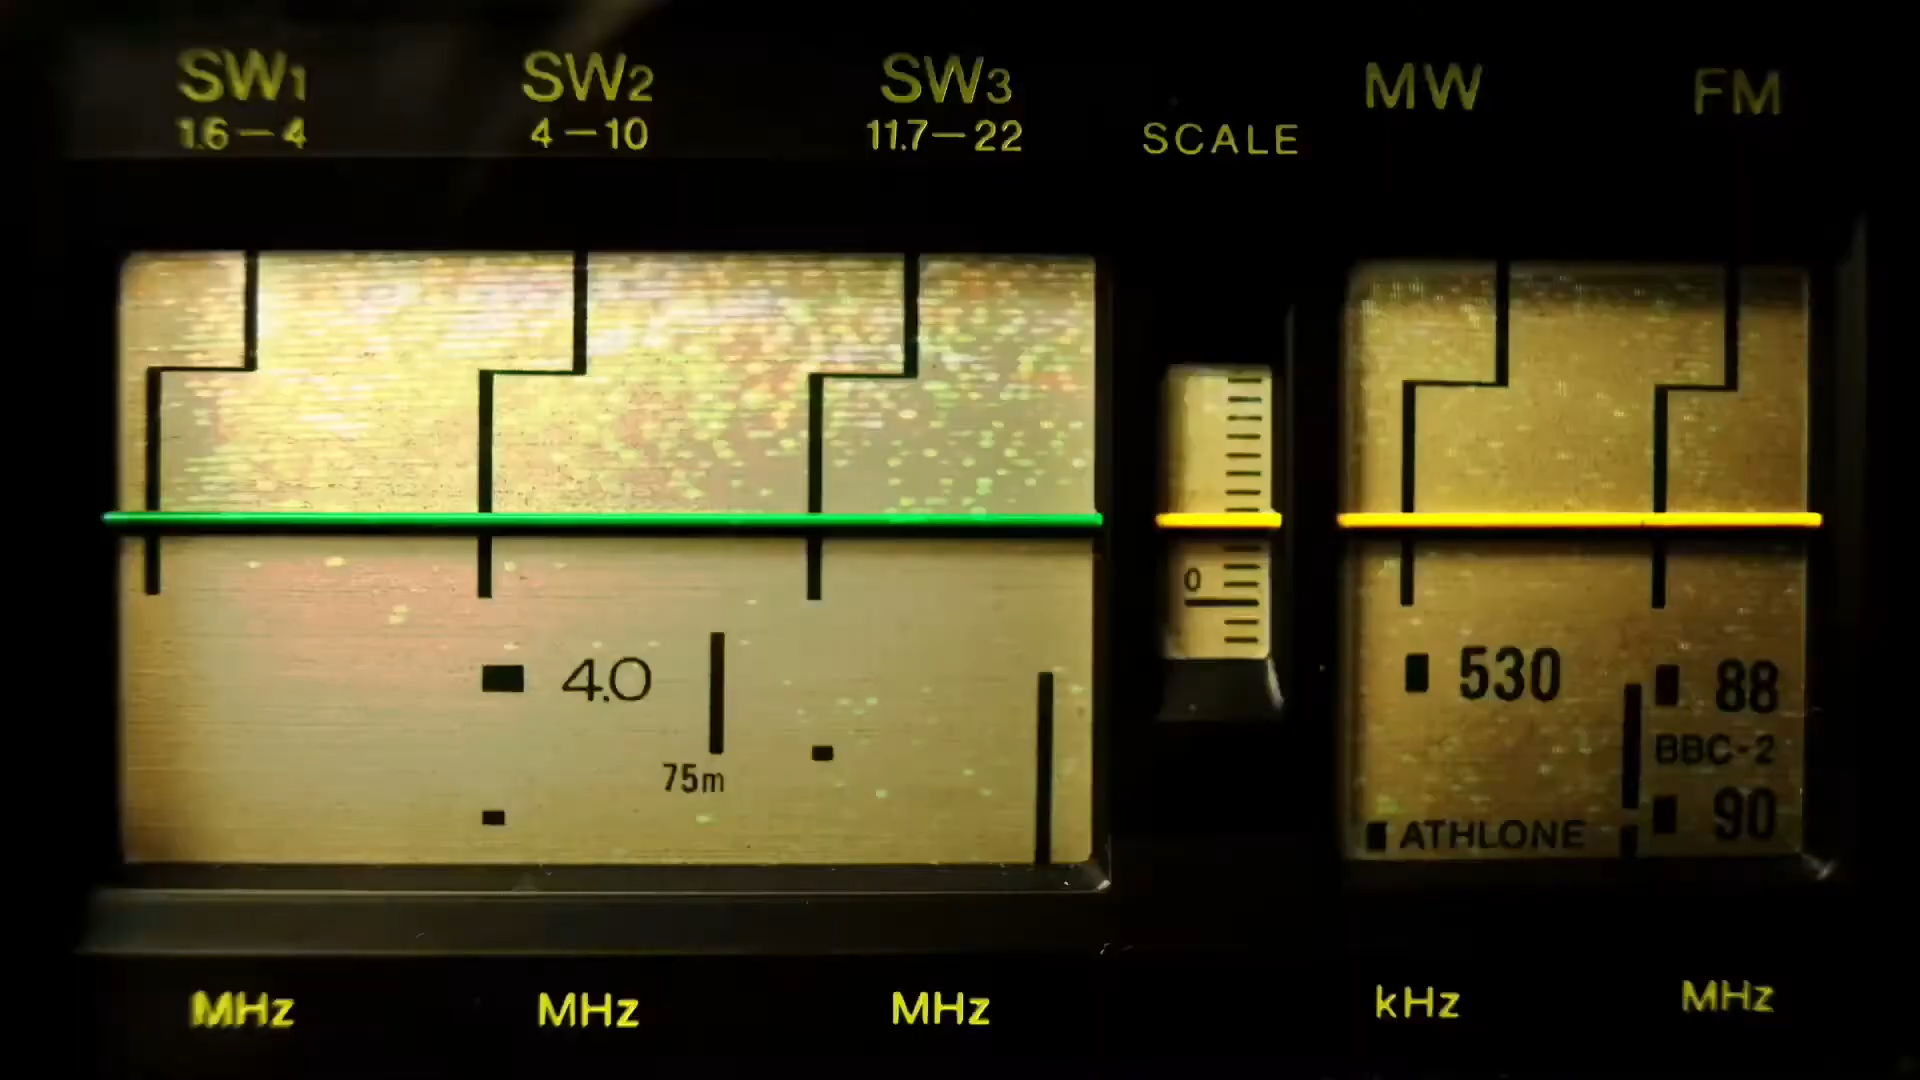 SW1 SW2 SW3 MW FM
1.6–4 4–10 11.7–22 SCALE
0
4.0 530 88
75m BBC-2
ATHLONE 90
MHz MHz MHz kHz MHz